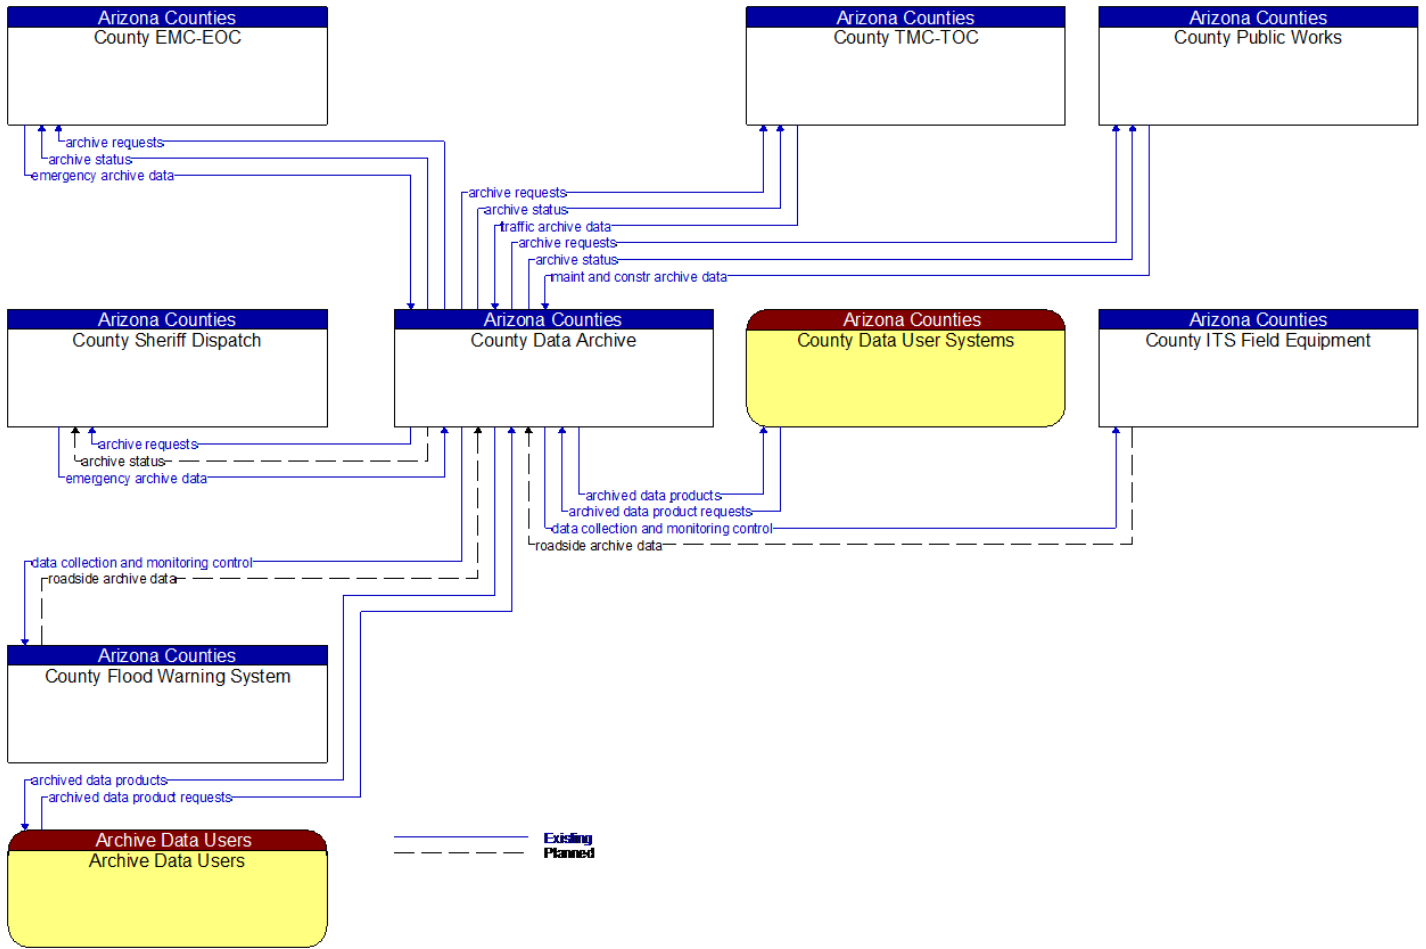 Arizona Counties
County EMC-EOC
Arizona Counties
County TMC-TOC
Arizona Counties
County Public Works
archive requests
archive status
emergency archive data
archive requests
archive status
traffic archive data
archive requests
archive status
maint and constr archive data
Arizona Counties
County Sheriff Dispatch
Arizona Counties
County Data Archive
Arizona Counties
County Data User Systems
Arizona Counties
County ITS Field Equipment
archive requests
archive status
emergency archive data
archived data products
archived data product requests
data collection and monitoring control
roadside archive data
data collection and monitoring control
roadside archive data
Arizona Counties
County Flood Warning System
archived data products
archived data product requests
Archive Data Users
Archive Data Users
Existing
Planned